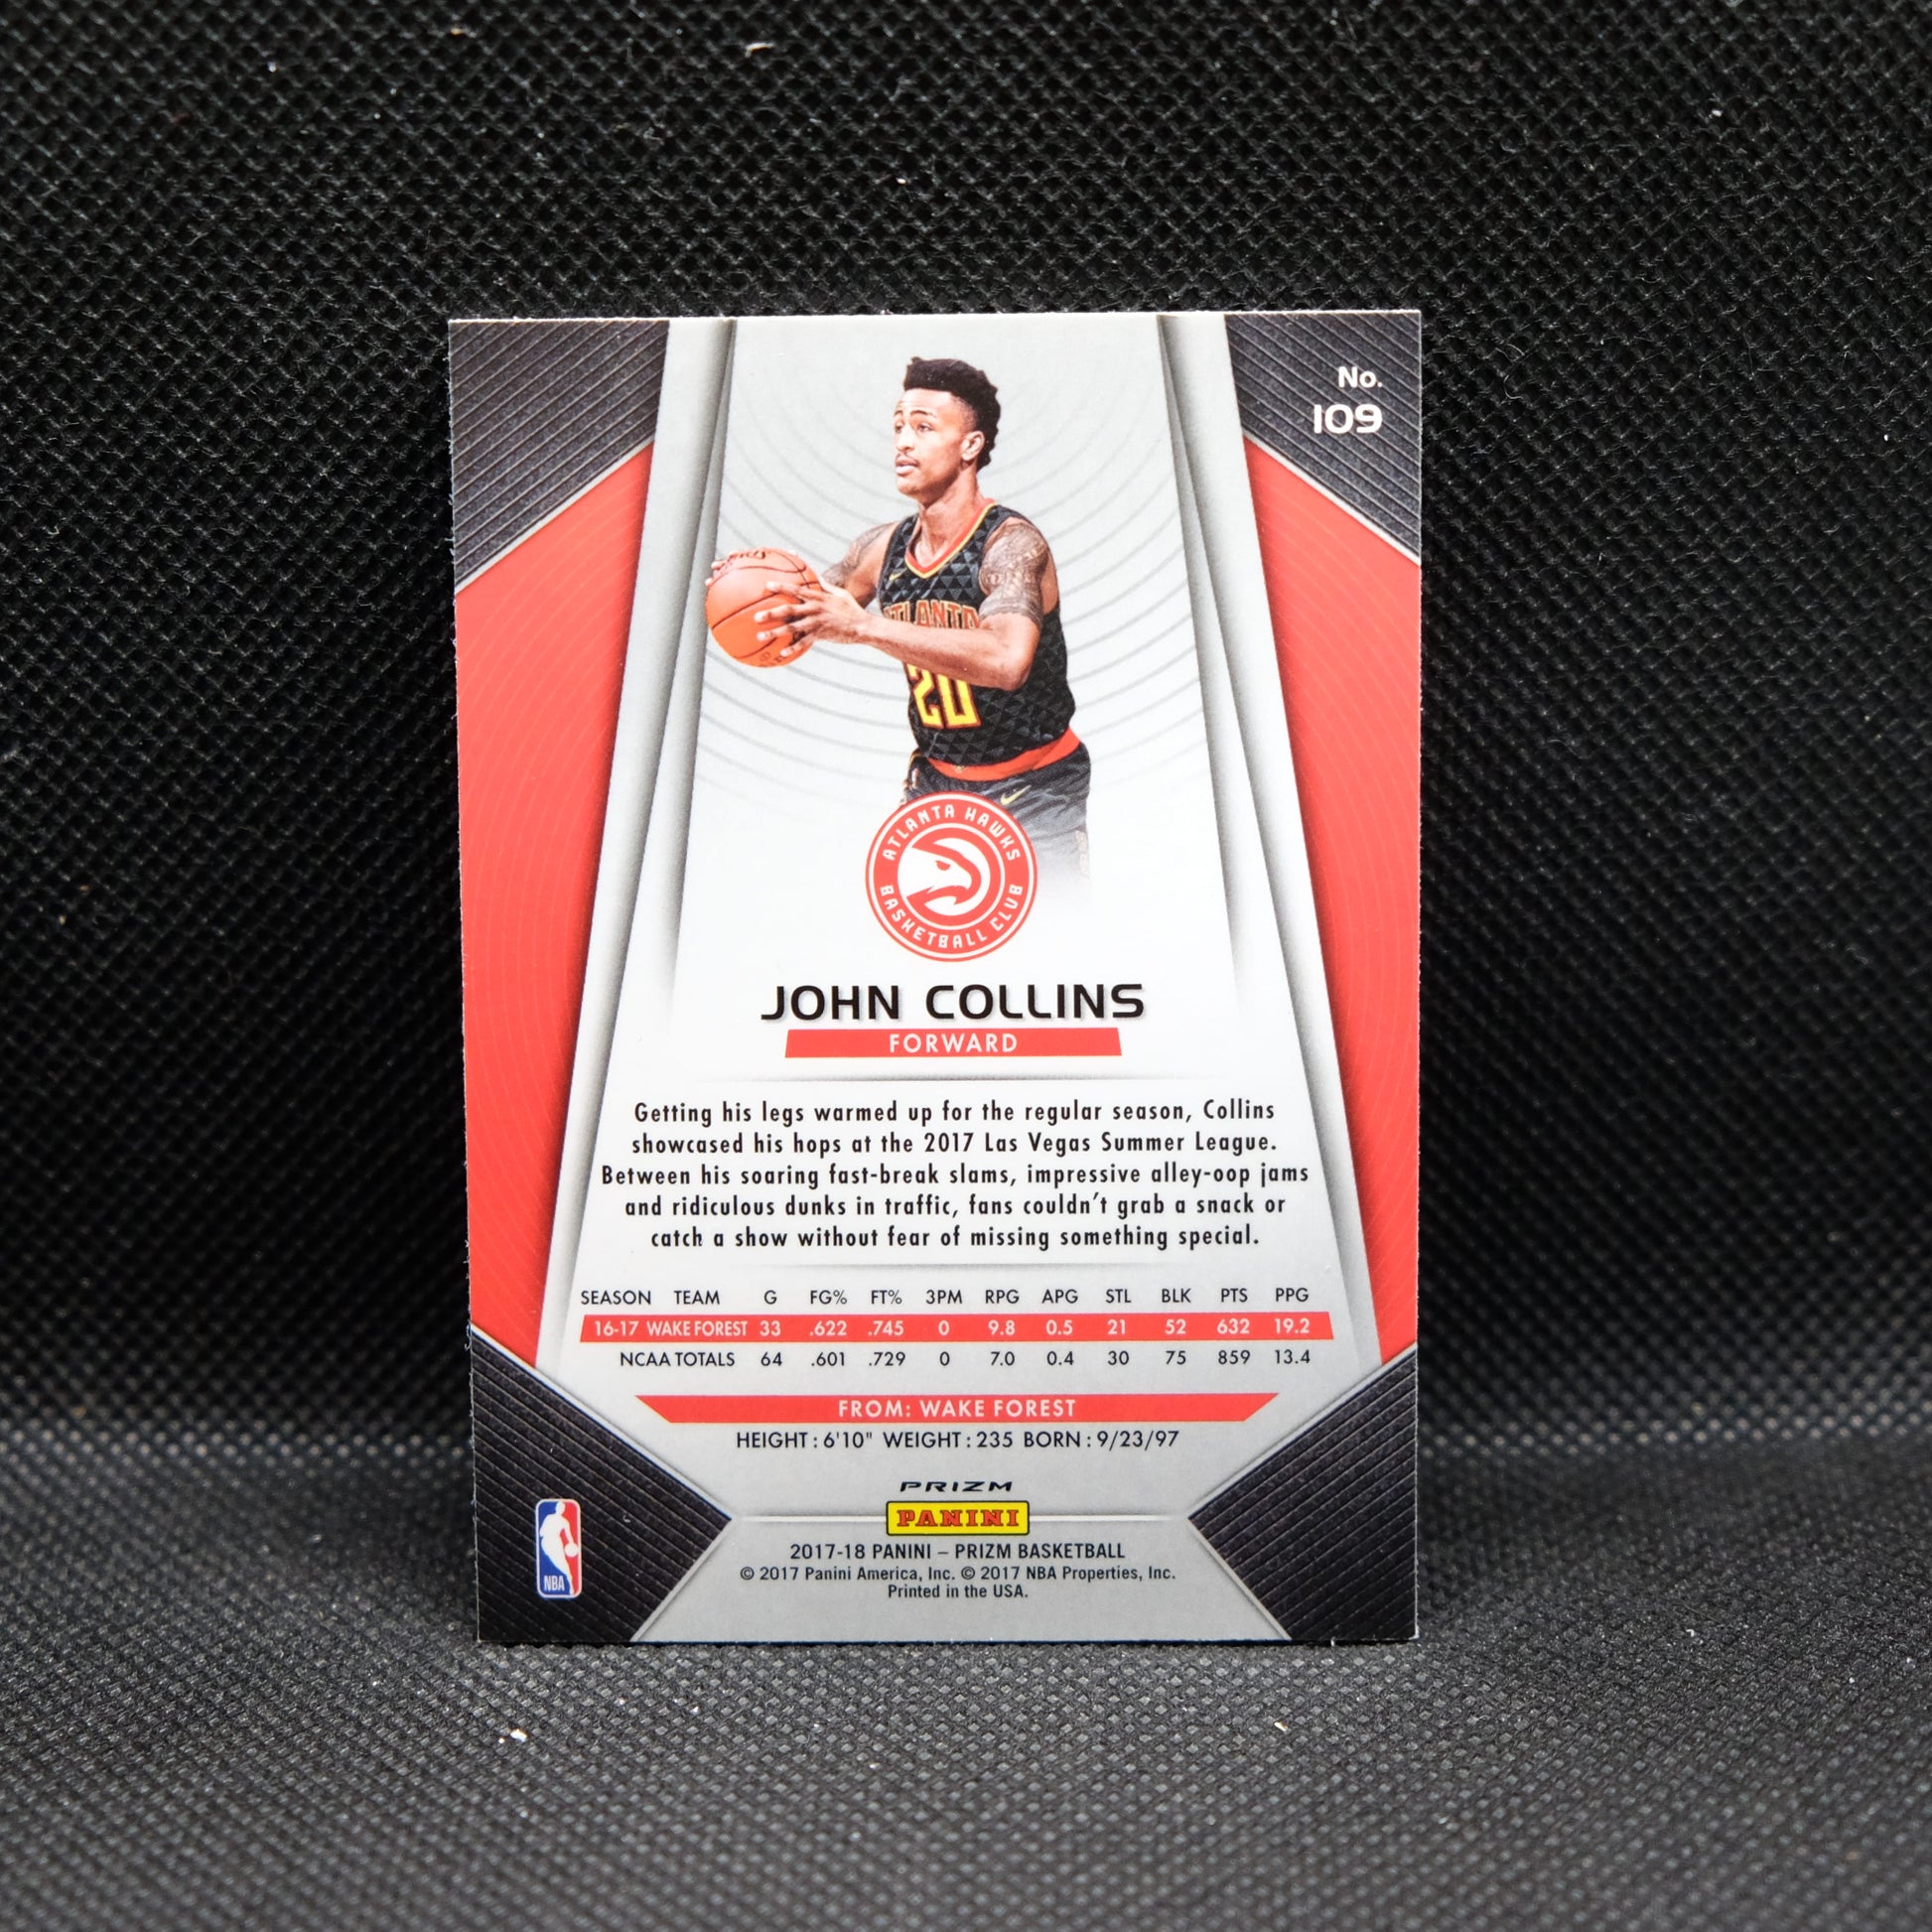 No.
109
ATLANTA
20
ATLANTA HAWKS
BASKETBALL CLUB
JOHN COLLINS
FORWARD
Getting his legs warmed up for the regular season, Collins
showcased his hops at the 2017 Las Vegas Summer League.
Between his soaring fast-break slams, impressive alley-oop jams
and ridiculous dunks in traffic, fans couldn't grab a snack or
catch a show without fear of missing something special.
SEASON TEAM G FG% FT% 3PM RPG APG STL BLK PTS PPG
16-17 WAKE FOREST 33 .622 .745 0 9.8 0.5 21 52 632 19.2
NCAA TOTALS 64 .601 .729 0 7.0 0.4 30 75 859 13.4
FROM: WAKE FOREST
HEIGHT: 6'10" WEIGHT: 235 BORN: 9/23/97
PRIZM
PANINI
NBA
2017-18 PANINI – PRIZM BASKETBALL
© 2017 Panini America, Inc. © 2017 NBA Properties, Inc.
Printed in the USA.